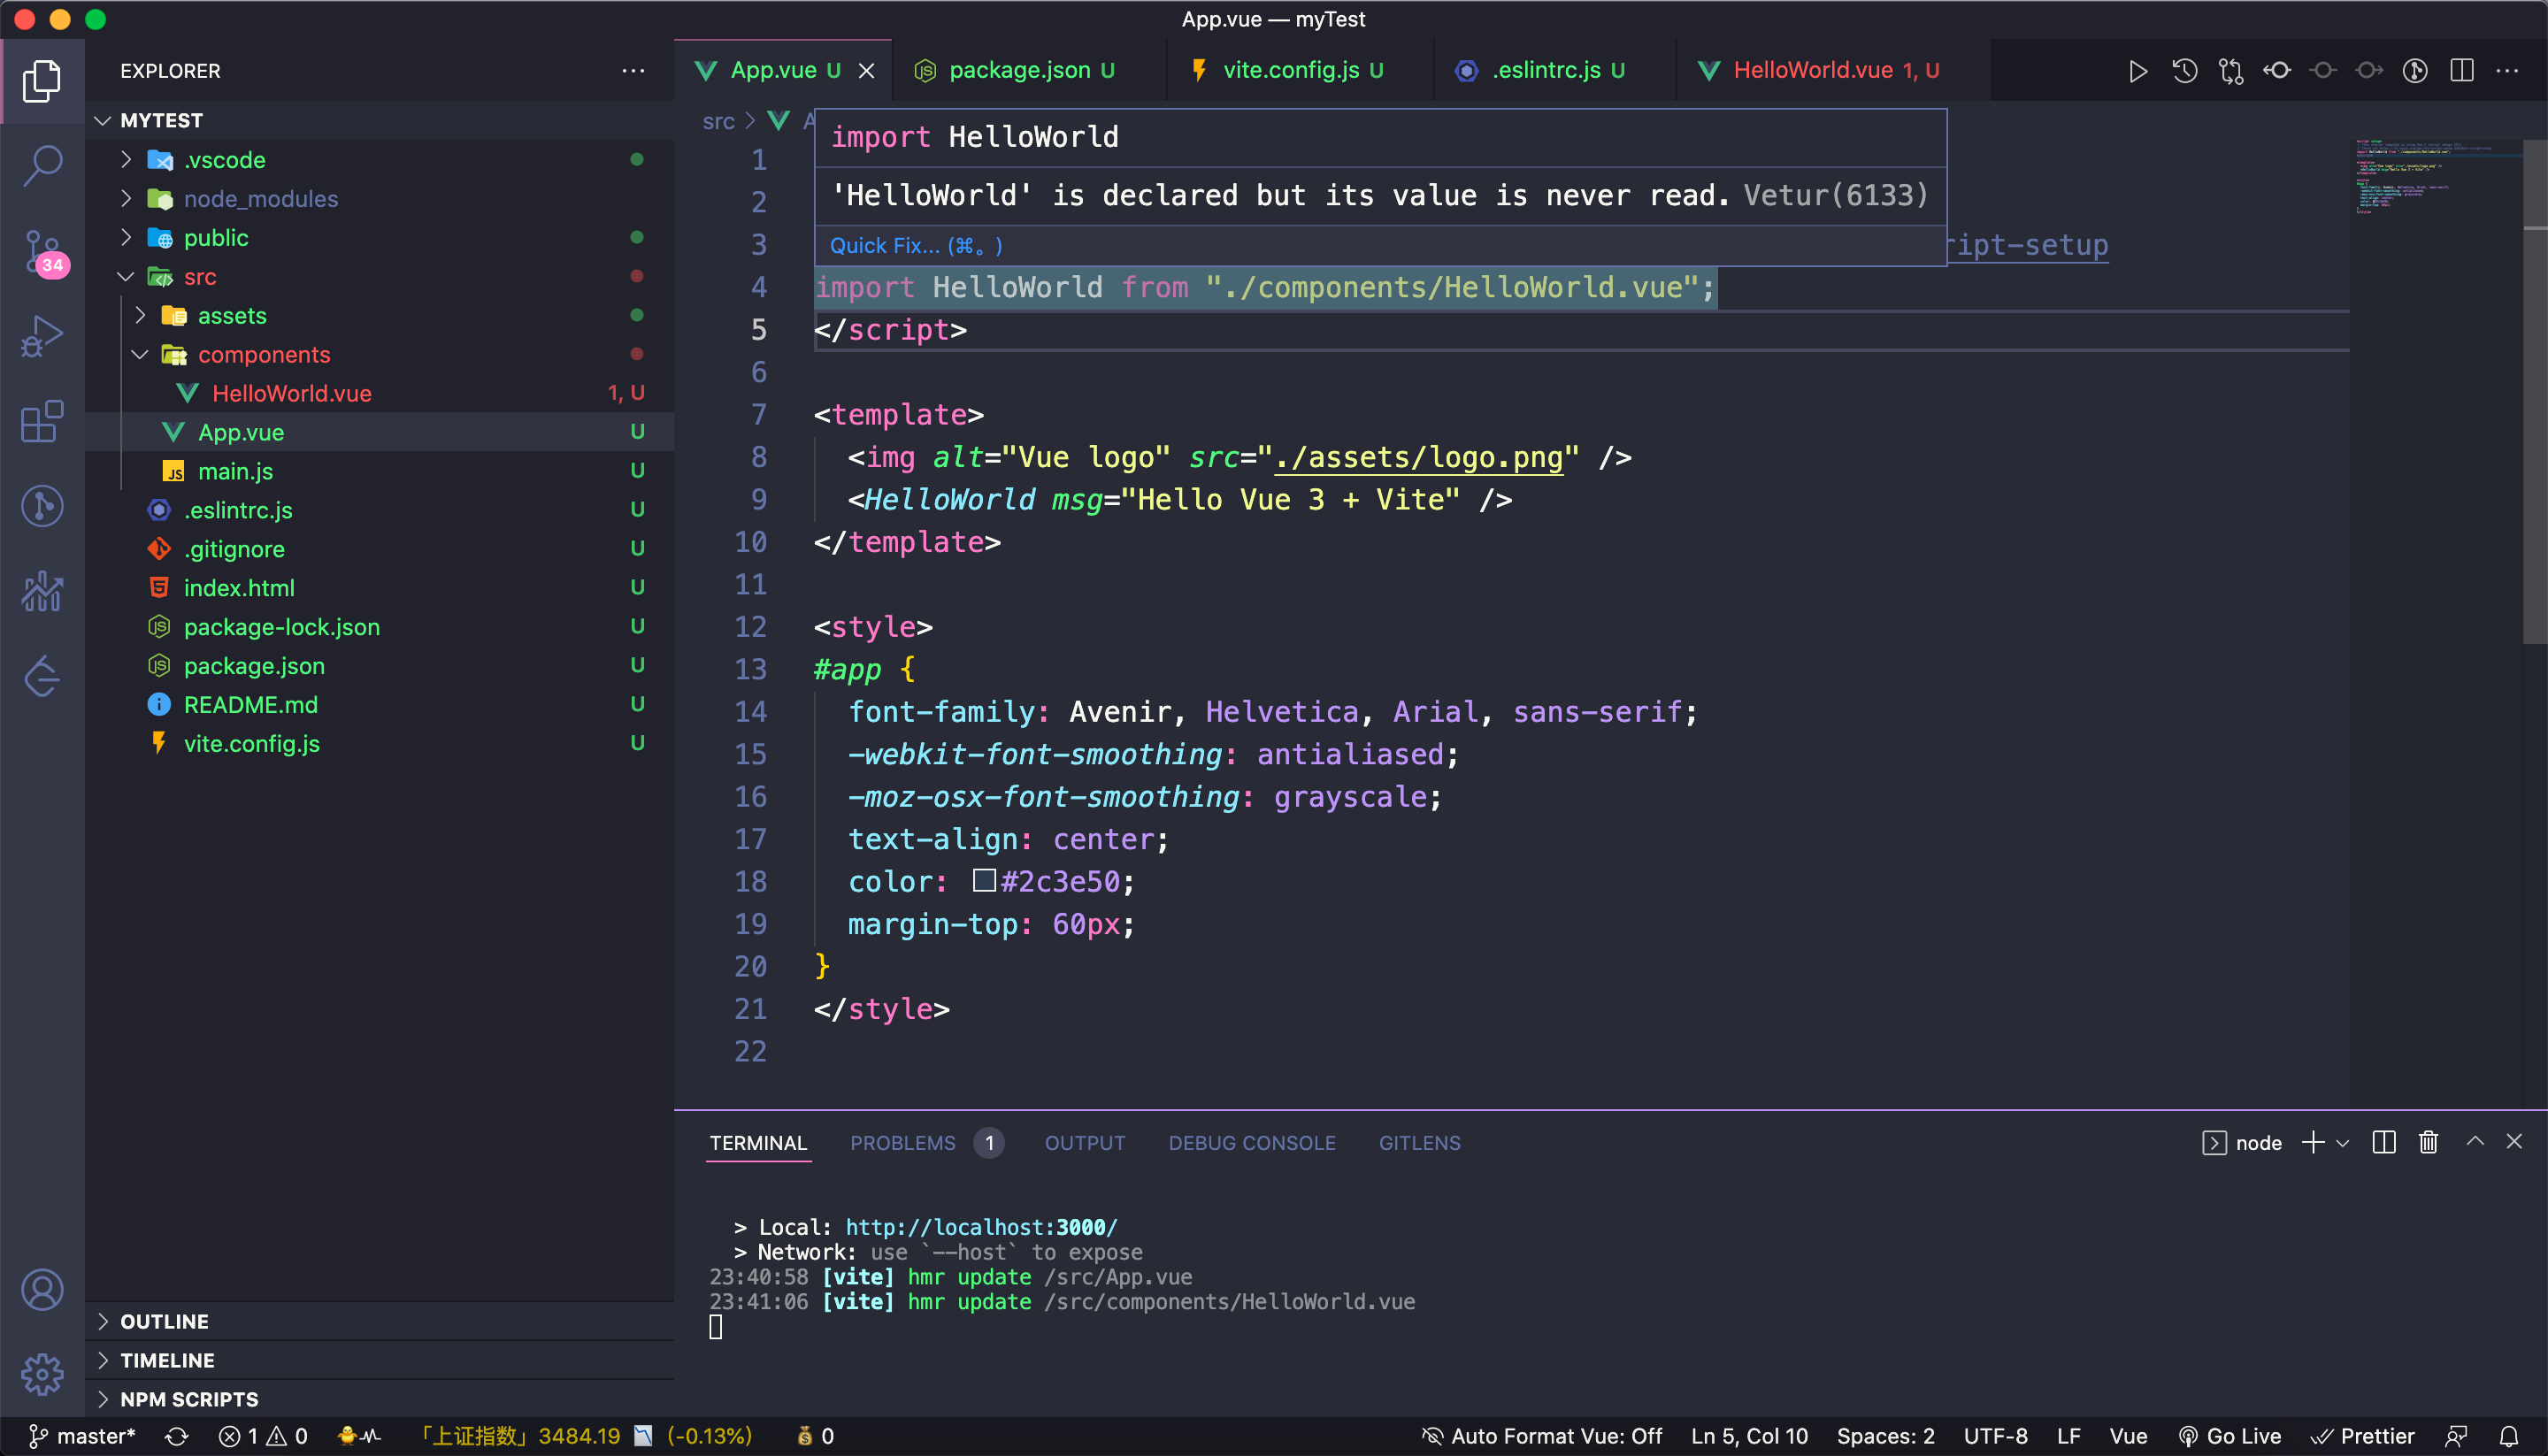 App.vue — myTest
EXPLORER
MYTEST
.vscode
node_modules
public
src
assets
components
HelloWorld.vue 1, U
App.vue U
main.js U
.eslintrc.js U
.gitignore U
index.html U
package-lock.json U
package.json U
README.md U
vite.config.js U
OUTLINE
TIMELINE
NPM SCRIPTS
34
App.vue U
package.json U
vite.config.js U
.eslintrc.js U
HelloWorld.vue 1, U
src
import HelloWorld
'HelloWorld' is declared but its value is never read. Vetur(6133)
Quick Fix... (⌘。)
1
2
3 ript-setup
4 import HelloWorld from "./components/HelloWorld.vue";
5 </script>
6
7 <template>
8 <img alt="Vue logo" src="./assets/logo.png" />
9 <HelloWorld msg="Hello Vue 3 + Vite" />
10 </template>
11
12 <style>
13 #app {
14 font-family: Avenir, Helvetica, Arial, sans-serif;
15 -webkit-font-smoothing: antialiased;
16 -moz-osx-font-smoothing: grayscale;
17 text-align: center;
18 color: #2c3e50;
19 margin-top: 60px;
20 }
21 </style>
22
TERMINAL PROBLEMS 1 OUTPUT DEBUG CONSOLE GITLENS
node
> Local: http://localhost:3000/
> Network: use `--host` to expose
23:40:58 [vite] hmr update /src/App.vue
23:41:06 [vite] hmr update /src/components/HelloWorld.vue
master* 1 0 「上证指数」3484.19 (-0.13%) 0 Auto Format Vue: Off Ln 5, Col 10 Spaces: 2 UTF-8 LF Vue Go Live Prettier